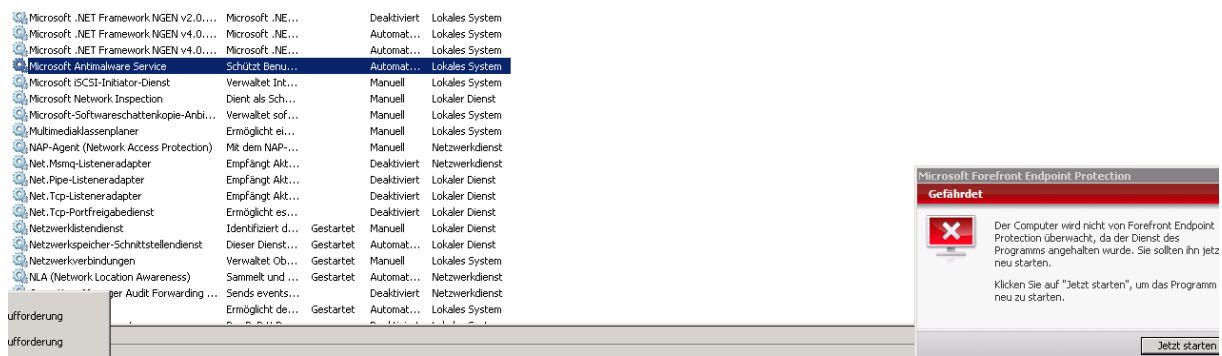 Microsoft .NET Framework NGEN v2.0.... Microsoft .NE... Deaktiviert Lokales System
Microsoft .NET Framework NGEN v4.0.... Microsoft .NE... Automat... Lokales System
Microsoft .NET Framework NGEN v4.0.... Microsoft .NE... Automat... Lokales System
Microsoft Antimalware Service Schützt Benu... Automat... Lokales System
Microsoft iSCSI-Initiator-Dienst Verwaltet Int... Manuell Lokales System
Microsoft Network Inspection Dient als Sch... Manuell Lokaler Dienst
Microsoft-Softwareschattenkopie-Anbi... Verwaltet sof... Manuell Lokales System
Multimediaklassenplaner Ermöglicht ei... Manuell Lokales System
NAP-Agent (Network Access Protection) Mit dem NAP-... Manuell Netzwerkdienst
Net.Msmq-Listeneradapter Empfängt Akt... Deaktiviert Netzwerkdienst
Net.Pipe-Listeneradapter Empfängt Akt... Deaktiviert Lokaler Dienst
Net.Tcp-Listeneradapter Empfängt Akt... Deaktiviert Lokaler Dienst
Net.Tcp-Portfreigabedienst Ermöglicht es... Deaktiviert Lokaler Dienst
Netzwerklistendienst Identifiziert d... Gestartet Manuell Lokaler Dienst
Netzwerkspeicher-Schnittstellendienst Dieser Dienst... Gestartet Automat... Lokaler Dienst
Netzwerkverbindungen Verwaltet Ob... Gestartet Manuell Lokales System
NLA (Network Location Awareness) Sammelt und ... Gestartet Automat... Netzwerkdienst
ger Audit Forwarding ... Sends events... Deaktiviert Netzwerkdienst
Ermöglicht de... Gestartet Automat... Lokales System
ufforderung
ufforderung
Microsoft Forefront Endpoint Protection
Gefährdet
Der Computer wird nicht von Forefront Endpoint
Protection überwacht, da der Dienst des
Programms angehalten wurde. Sie sollten ihn jetz
neu starten.
Klicken Sie auf "Jetzt starten", um das Programm
neu zu starten.
Jetzt starten